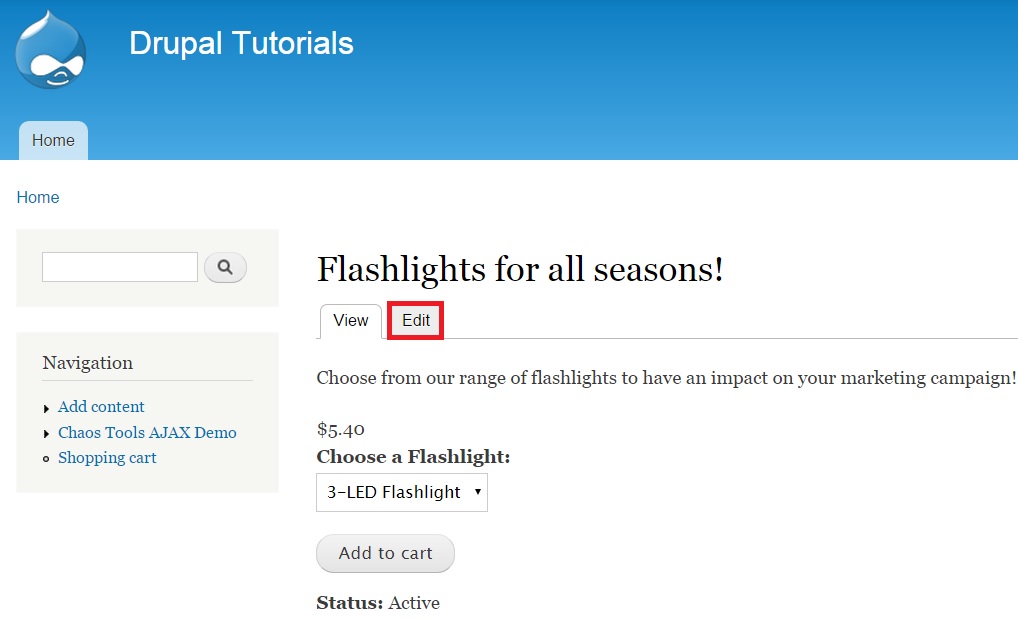 Drupal Tutorials
Home
Home
Flashlights for all seasons!
View Edit
Navigation
Add content
Chaos Tools AJAX Demo
Shopping cart
Choose from our range of flashlights to have an impact on your marketing campaign!
$5.40
Choose a Flashlight:
3-LED Flashlight
Add to cart
Status: Active